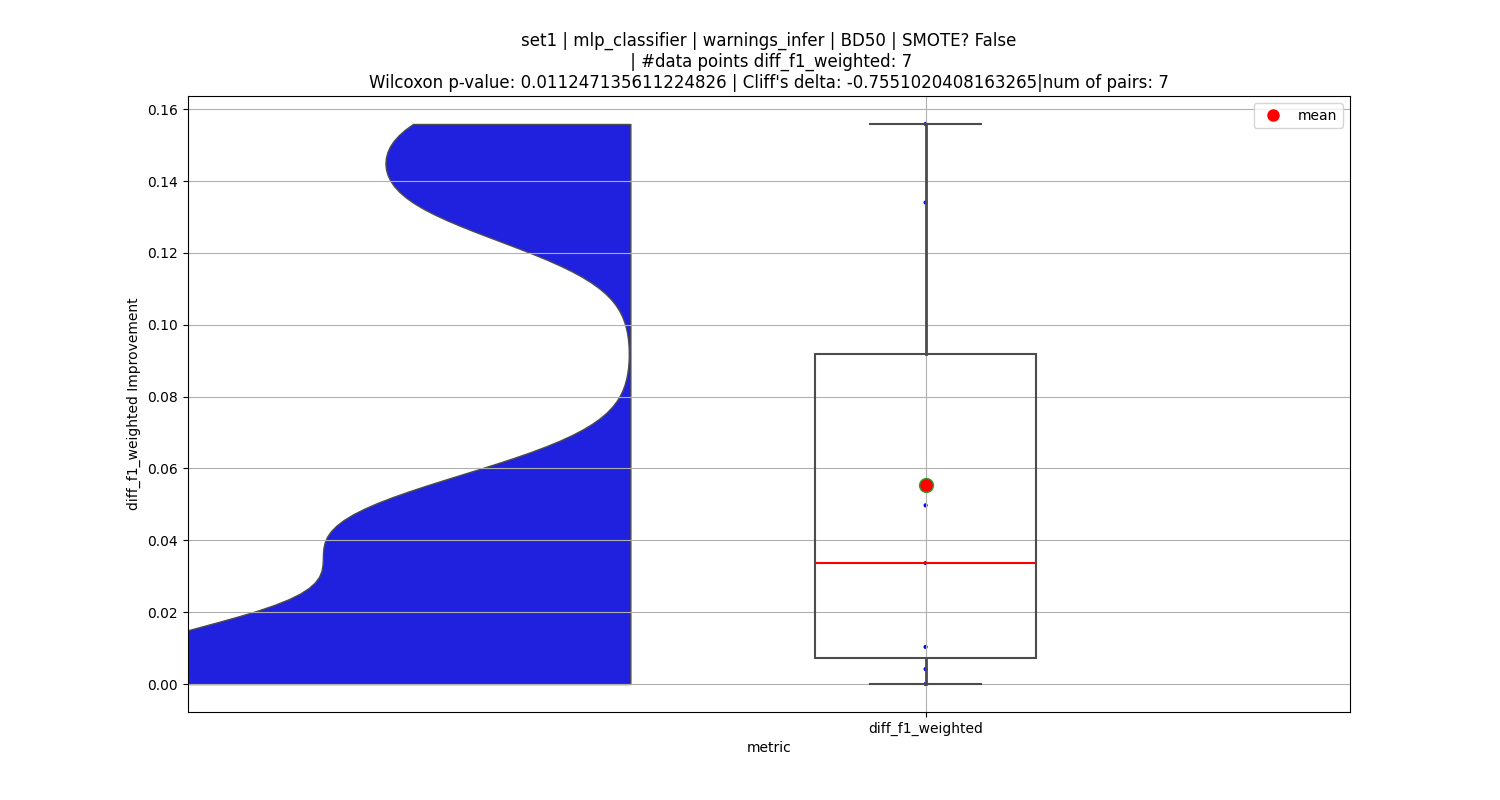 set1 | mlp_classifier | warnings_infer | BD50 | SMOTE? False
| #data points diff_f1_weighted: 7
Wilcoxon p-value: 0.011247135611224826 | Cliff's delta: -0.7551020408163265|num of pairs: 7
mean
0.16
0.14
0.12
0.10
0.08
0.06
0.04
0.02
0.00
diff_f1_weighted Improvement
diff_f1_weighted
metric